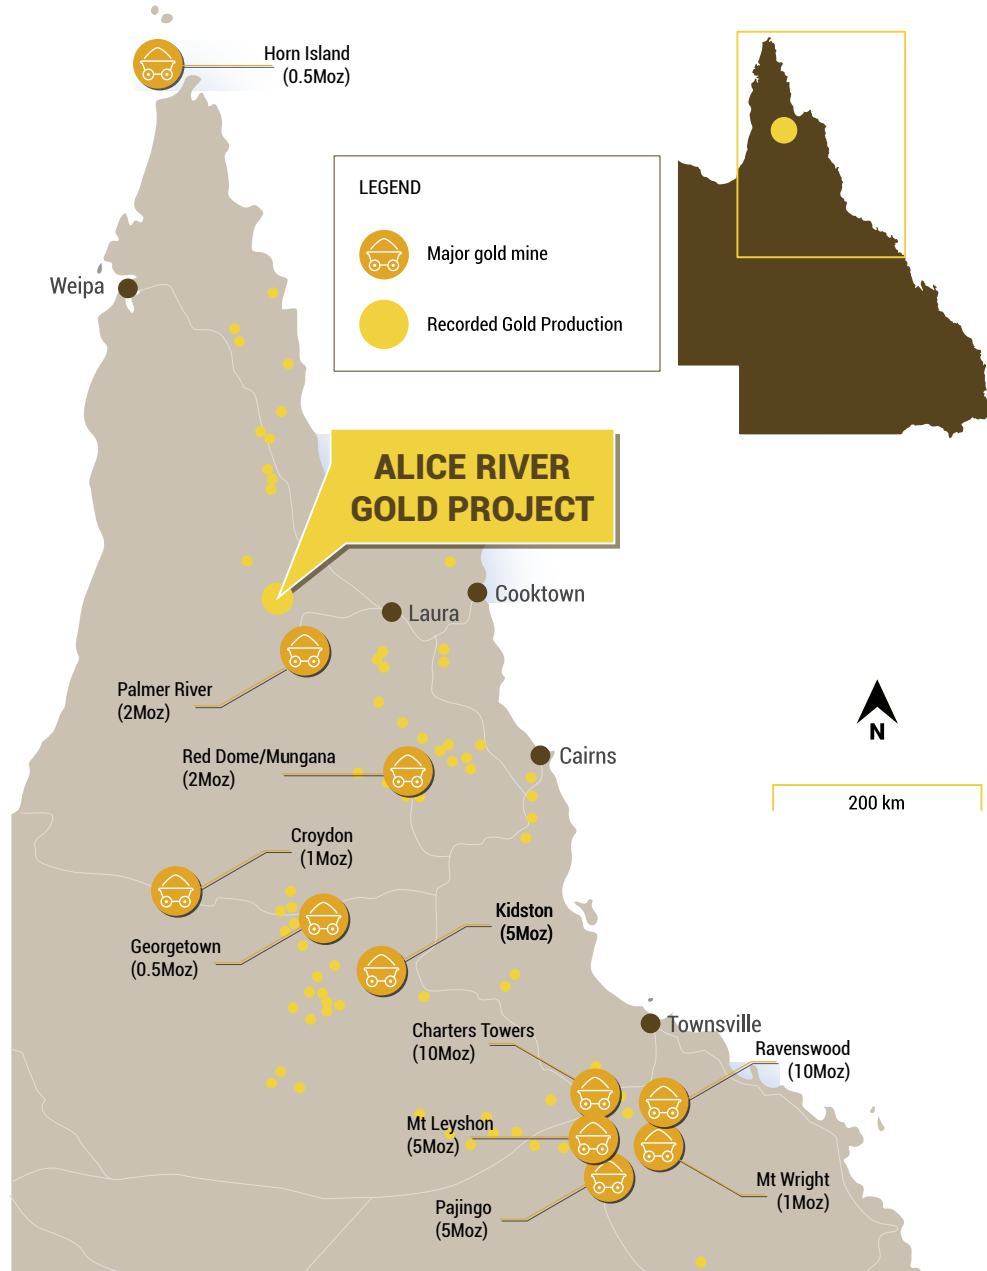 Horn Island
(0.5Moz)
LEGEND
Major gold mine
Recorded Gold Production
Weipa
ALICE RIVER
GOLD PROJECT
Cooktown
Laura
Palmer River
(2Moz)
N
Red Dome/Mungana
(2Moz)
Cairns
200 km
Croydon
(1Moz)
Kidston
(5Moz)
Georgetown
(0.5Moz)
Townsville
Charters Towers
(10Moz)
Ravenswood
(10Moz)
Mt Leyshon
(5Moz)
Mt Wright
(1Moz)
Pajingo
(5Moz)